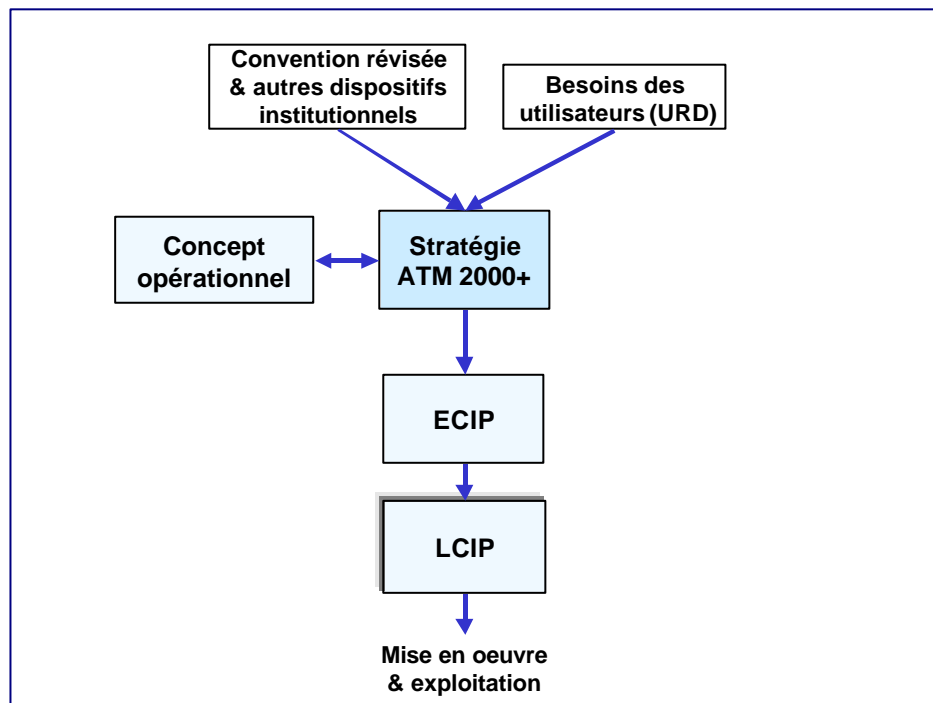 Convention révisée
& autres dispositifs
institutionnels
Besoins des
utilisateurs (URD)
Concept
opérationnel
Stratégie
ATM 2000+
ECIP
LCIP
Mise en oeuvre
& exploitation